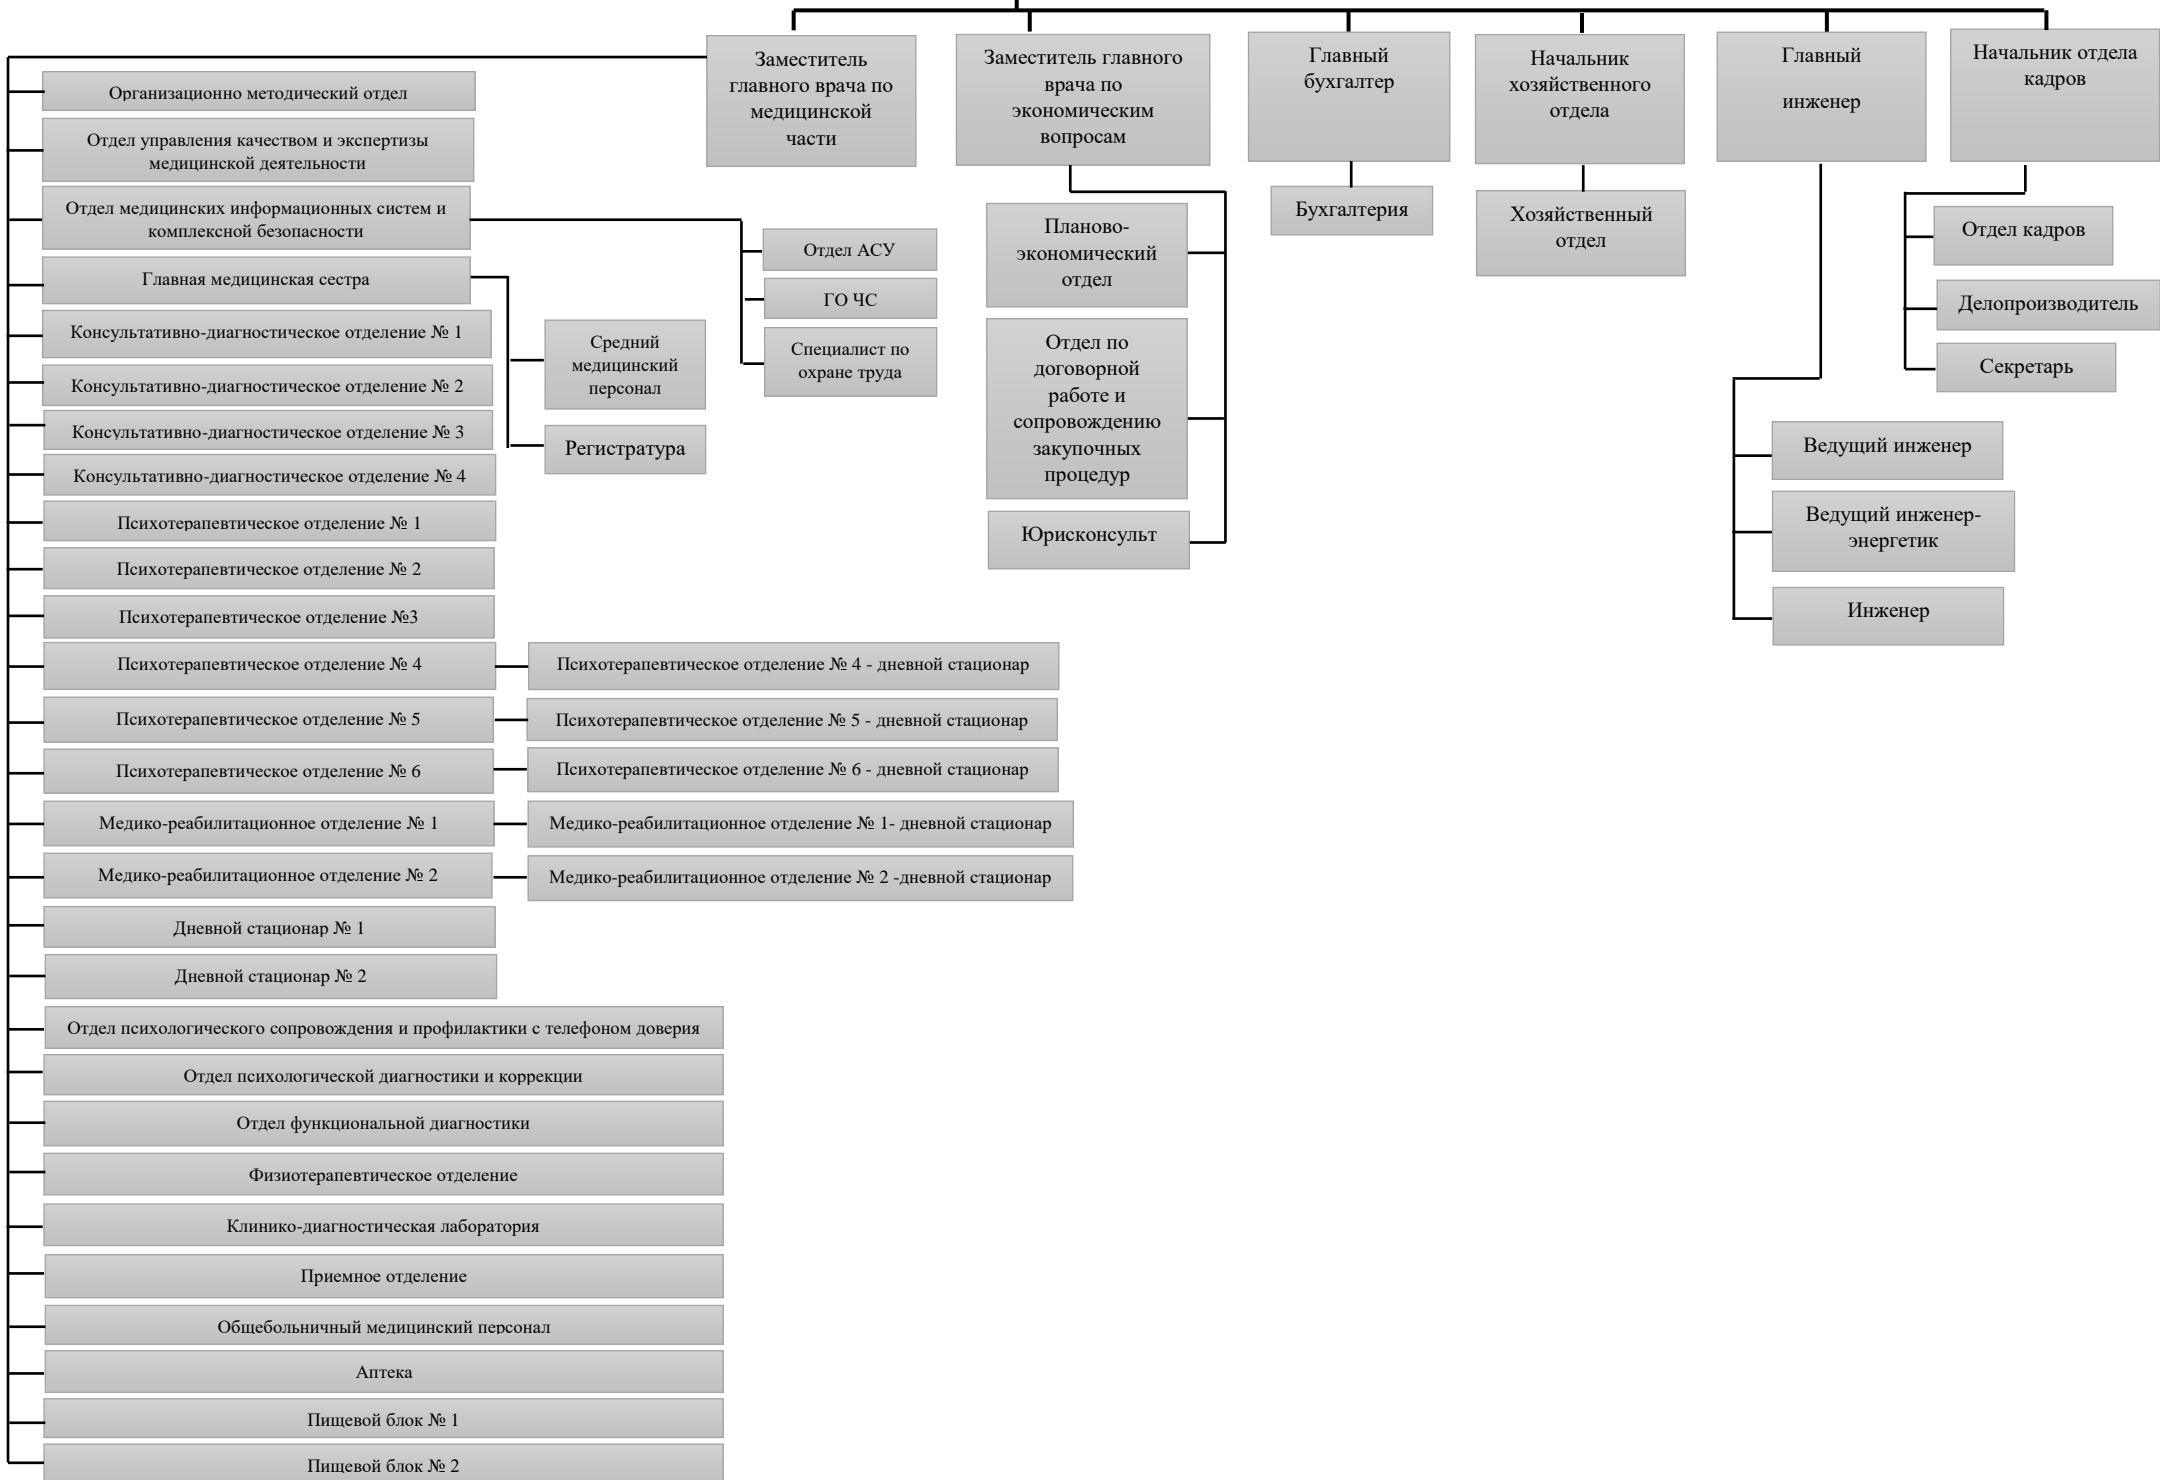 Заместитель
главного врача по
медицинской
части
Заместитель главного
врача по
экономическим
вопросам
Главный
бухгалтер
Начальник
хозяйственного
отдела
Главный
инженер
Начальник отдела
кадров
Организационно методический отдел
Отдел управления качеством и экспертизы
медицинской деятельности
Отдел медицинских информационных систем и
комплексной безопасности
Отдел АСУ
ГО ЧС
Специалист по
охране труда
Главная медицинская сестра
Средний
медицинский
персонал
Регистратура
Консультативно-диагностическое отделение № 1
Консультативно-диагностическое отделение № 2
Консультативно-диагностическое отделение № 3
Консультативно-диагностическое отделение № 4
Психотерапевтическое отделение № 1
Психотерапевтическое отделение № 2
Психотерапевтическое отделение №3
Психотерапевтическое отделение № 4
Психотерапевтическое отделение № 4 - дневной стационар
Психотерапевтическое отделение № 5
Психотерапевтическое отделение № 5 - дневной стационар
Психотерапевтическое отделение № 6
Психотерапевтическое отделение № 6 - дневной стационар
Медико-реабилитационное отделение № 1
Медико-реабилитационное отделение № 1- дневной стационар
Медико-реабилитационное отделение № 2
Медико-реабилитационное отделение № 2 -дневной стационар
Дневной стационар № 1
Дневной стационар № 2
Отдел психологического сопровождения и профилактики с телефоном доверия
Отдел психологической диагностики и коррекции
Отдел функциональной диагностики
Физиотерапевтическое отделение
Клинико-диагностическая лаборатория
Приемное отделение
Общебольничный медицинский персонал
Аптека
Пищевой блок № 1
Пищевой блок № 2
Планово-
экономический
отдел
Отдел по
договорной
работе и
сопровождению
закупочных
процедур
Юрисконсульт
Бухгалтерия
Хозяйственный
отдел
Ведущий инженер
Ведущий инженер-
энергетик
Инженер
Отдел кадров
Делопроизводитель
Секретарь